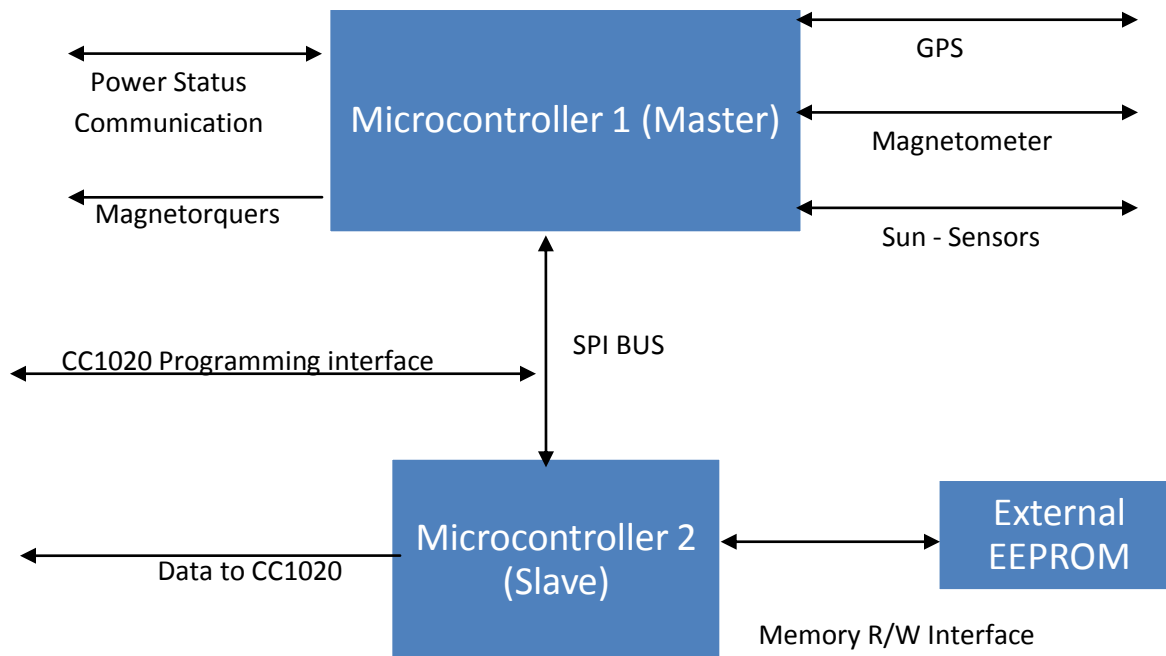 GPS
Power Status
Communication
Microcontroller 1 (Master)
Magnetometer
Magnetorquers
Sun - Sensors
SPI BUS
CC1020 Programming interface
Microcontroller 2
(Slave)
External
EEPROM
Data to CC1020
Memory R/W Interface